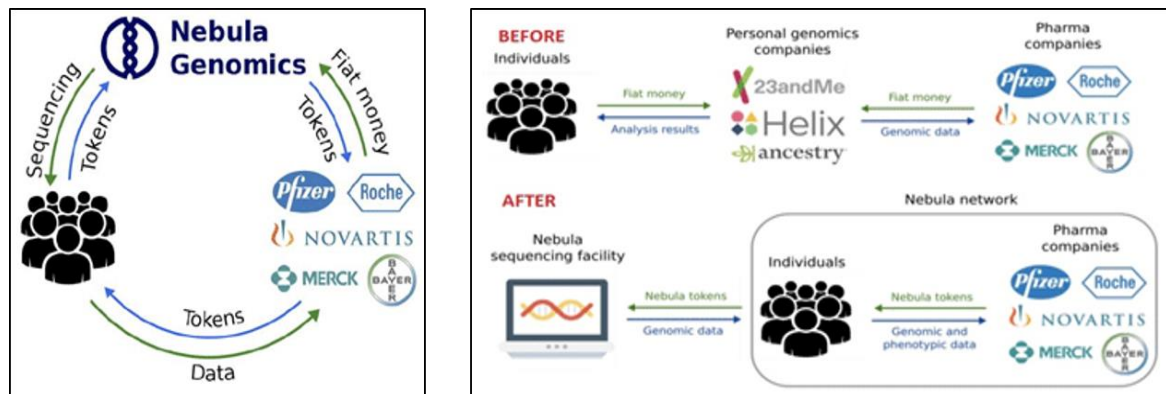 Nebula
Genomics
Sequencing
Tokens
Tokens
Fiat money
Pfizer
Roche
NOVARTIS
MERCK
BAYER
BAYER
Tokens
Data
BEFORE
Individuals
Personal genomics
companies
Pharma
companies
Fiat money
Analysis results
23andMe
Helix
ancestry
Fiat money
Genomic data
Pfizer
Roche
NOVARTIS
MERCK
BAYER
BAYER
AFTER
Nebula network
Nebula
sequencing facility
Nebula tokens
Genomic data
Individuals
Nebula tokens
Genomic and
phenotypic data
Pharma
companies
Pfizer
Roche
NOVARTIS
MERCK
BAYER
BAYER